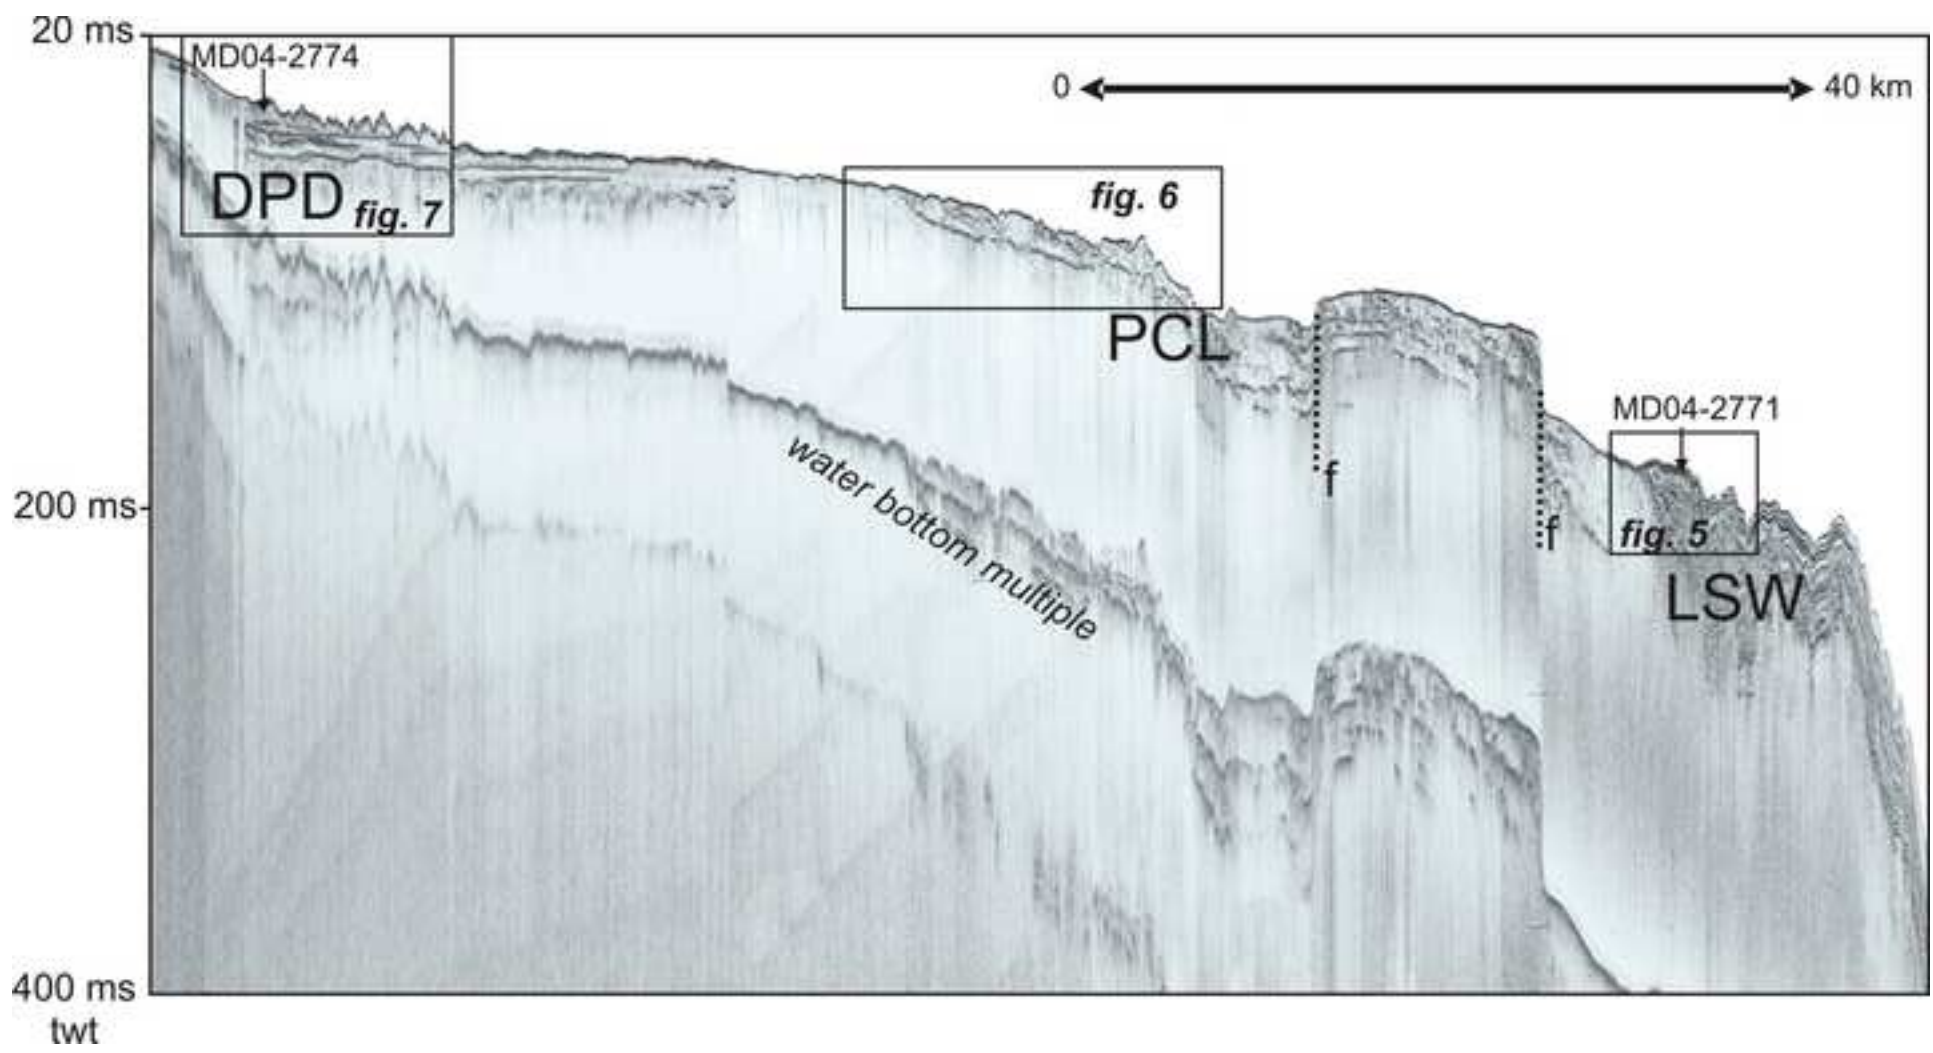 20 ms
MD04-2774
0 40 km
DPD fig. 7
fig. 6
PCL
MD04-2771
f
water bottom multiple
200 ms
f
fig. 5
LSW
400 ms
twt